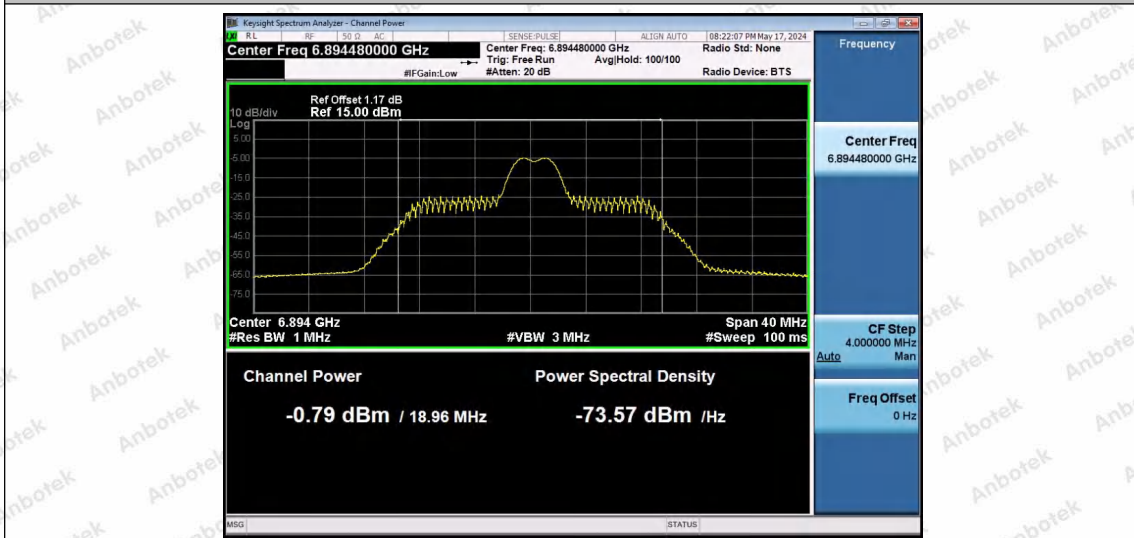 Keysight Spectrum Analyzer - Channel Power
RL RF 50 Ω AC SENSE:PULSE ALIGN AUTO 08:22:07 PM May 17, 2024
Center Freq 6.894480000 GHz Center Freq: 6.894480000 GHz Radio Std: None Frequency
Trig: Free Run Avg|Hold: 100/100
#IFGain:Low #Atten: 20 dB Radio Device: BTS
Ref Offset 1.17 dB
10 dB/div Ref 15.00 dBm
Log
5.00
-5.00
-15.0
-25.0
-35.0
-45.0
-55.0
-65.0
-75.0
Center Freq
6.894480000 GHz
Center 6.894 GHz Span 40 MHz
#Res BW 1 MHz #VBW 3 MHz #Sweep 100 ms
CF Step
4.000000 MHz
Auto Man
Channel Power Power Spectral Density
-0.79 dBm / 18.96 MHz -73.57 dBm /Hz
Freq Offset
0 Hz
MSG STATUS
Anbotek